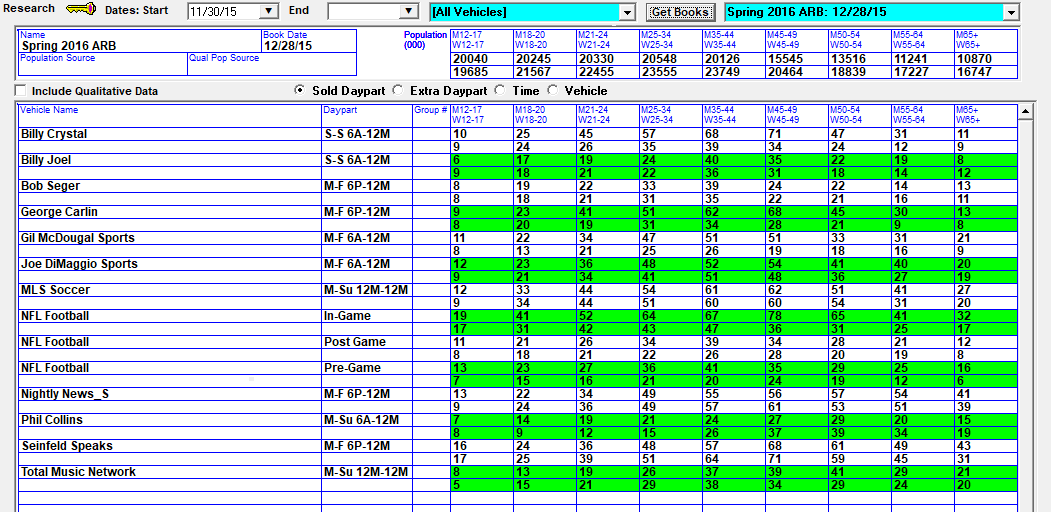 Research Dates: Start 11/30/15 End [All Vehicles] Get Books Spring 2016 ARB: 12/28/15
Name Book Date Population M12-17 M18-20 M21-24 M25-34 M35-44 M45-49 M50-54 M55-64 M65+
Spring 2016 ARB 12/28/15 (000) W12-17 W18-20 W21-24 W25-34 W35-44 W45-49 W50-54 W55-64 W65+
Population Source Qual Pop Source 20040 20245 20330 20548 20126 15545 13516 11241 10870
19685 21567 22455 23555 23749 20464 18839 17227 16747
Include Qualitative Data Sold Daypart Extra Daypart Time Vehicle
Vehicle Name Daypart Group # M12-17 M18-20 M21-24 M25-34 M35-44 M45-49 M50-54 M55-64 M65+
W12-17 W18-20 W21-24 W25-34 W35-44 W45-49 W50-54 W55-64 W65+
Billy Crystal S-S 6A-12M 10 25 45 57 68 71 47 31 11
9 24 26 35 39 34 24 12 9
Billy Joel S-S 6A-12M 6 17 19 24 40 35 22 19 8
9 18 21 22 36 31 18 14 12
Bob Seger M-F 6P-12M 8 19 22 33 39 24 22 14 13
8 18 21 31 35 22 21 16 11
George Carlin M-F 6P-12M 9 23 41 51 62 68 45 30 13
8 20 19 31 34 28 21 9 8
Gil McDougal Sports M-F 6A-12M 11 22 34 47 51 51 33 31 21
8 13 21 25 26 19 18 16 9
Joe DiMaggio Sports M-F 6A-12M 12 23 36 48 52 54 41 40 20
9 21 34 41 51 48 36 27 19
MLS Soccer M-Su 12M-12M 12 33 44 54 61 62 51 41 27
9 34 44 51 60 60 54 31 20
NFL Football In-Game 19 41 52 64 67 78 65 41 32
17 31 42 43 47 36 31 25 17
NFL Football Post Game 11 21 26 34 39 34 28 21 12
8 18 21 22 26 28 20 19 8
NFL Football Pre-Game 13 23 27 36 41 35 29 25 16
7 15 16 21 20 24 19 12 6
Nightly News_S M-F 6P-12M 13 22 34 49 55 56 57 54 41
9 24 36 49 57 61 53 51 39
Phil Collins M-Su 6A-12M 7 14 19 21 24 27 29 20 15
8 9 12 15 26 37 39 34 19
Seinfeld Speaks M-F 6P-12M 16 24 36 48 57 68 61 49 43
17 25 39 51 64 71 59 45 31
Total Music Network M-Su 12M-12M 8 13 19 26 37 39 41 29 21
5 15 21 29 38 34 29 24 20